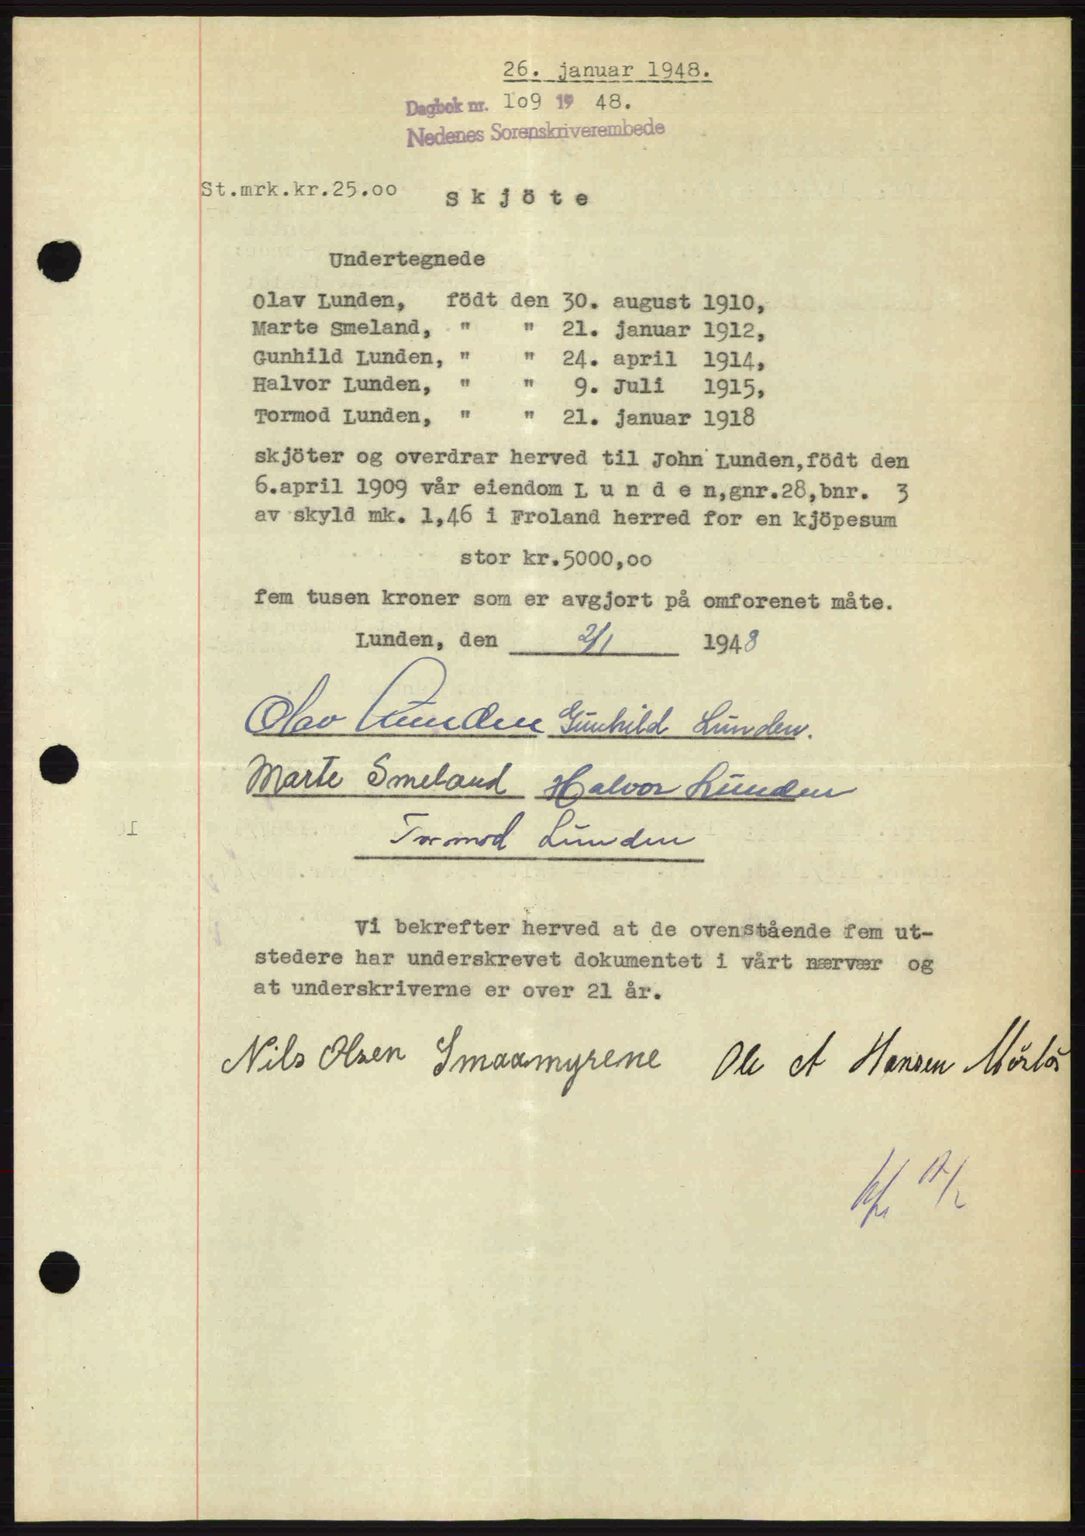 26. januar 1948.
Dagbok nr. 109 19 48.
Nedenes Sorenskriverembede
St.mrk.kr.25.00
Skjöte
Undertegnede
Olav Lunden, födt den 30. august 1910,
Marte Smeland, " " 21. januar 1912,
Gunhild Lunden, " " 24. april 1914,
Halvor Lunden, " " 9. Juli 1915,
Tormod Lunden, " " 21. januar 1918
skjöter og overdrar herved til John Lunden,födt den
6.april 1909 vår eiendom L u n d e n,gnr.28,bnr. 3
av skyld mk. 1,46 i Froland herred for en kjöpesum
stor kr.5000,00
fem tusen kroner som er avgjort på omforenet måte.
Lunden, den 2/1 1948
Olav Lunden Gunhild Lunden.
Marte Smeland Halvor Lunden
Tormod Lunden
Vi bekrefter herved at de ovenstående fem ut-
stedere har underskrevet dokumentet i vårt nærvær og
at underskriverne er over 21 år.
Nils Olsen Smaamyrene Ole A Hansen